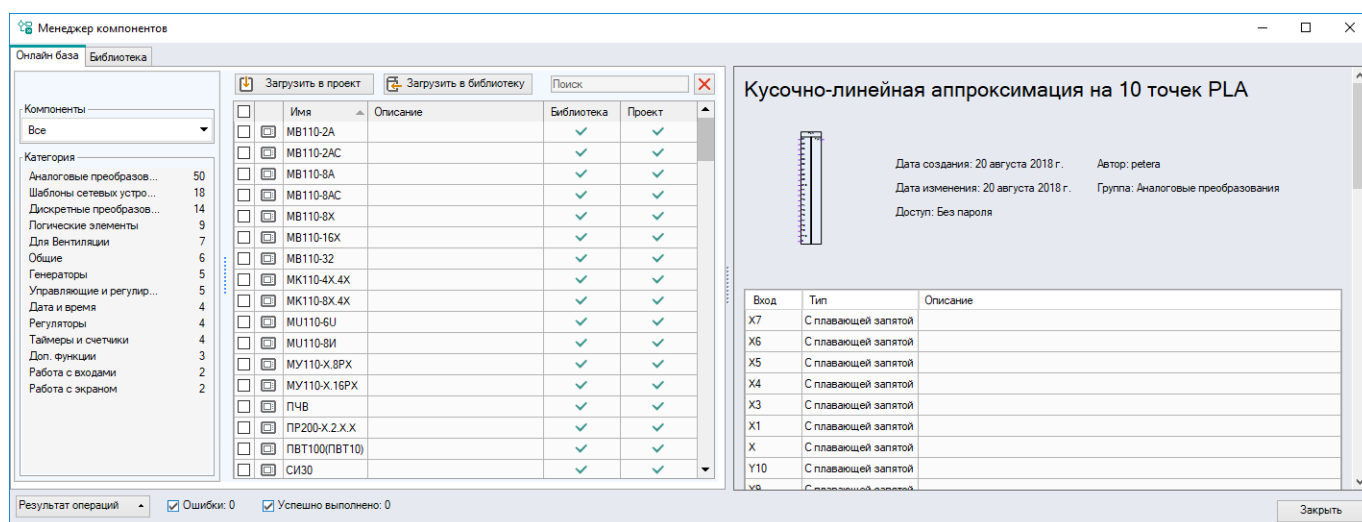 Менеджер компонентов
Онлайн база Библиотека
Загрузить в проект Загрузить в библиотеку Поиск
Компоненты
Все
Категория
Аналоговые преобразов... 50
Шаблоны сетевых устро... 18
Дискретные преобразов... 14
Логические элементы 9
Для Вентиляции 7
Общие 6
Генераторы 5
Управляющие и регулир... 5
Дата и время 4
Регуляторы 4
Таймеры и счетчики 4
Доп. функции 3
Работа с входами 2
Работа с экраном 2
Имя Описание Библиотека Проект
МВ110-2А
МВ110-2АС
МВ110-8А
МВ110-8АС
МВ110-8Х
МВ110-16Х
МВ110-32
МК110-4Х.4Х
МК110-8Х.4Х
MU110-6U
MU110-8И
МУ110-Х.8РХ
МУ110-Х.16РХ
ПЧВ
ПР200-Х.2.Х.Х
ПВТ100(ПВТ10)
СИ30
Кусочно-линейная аппроксимация на 10 точек PLA
Дата создания: 20 августа 2018 г. Автор: petera
Дата изменения: 20 августа 2018 г. Группа: Аналоговые преобразования
Доступ: Без пароля
Вход Тип Описание
X7 С плавающей запятой
X6 С плавающей запятой
X5 С плавающей запятой
X4 С плавающей запятой
X3 С плавающей запятой
X1 С плавающей запятой
X С плавающей запятой
Y10 С плавающей запятой
Y9 С плавающей запятой
Результат операций Ошибки: 0 Успешно выполнено: 0
Закрыть